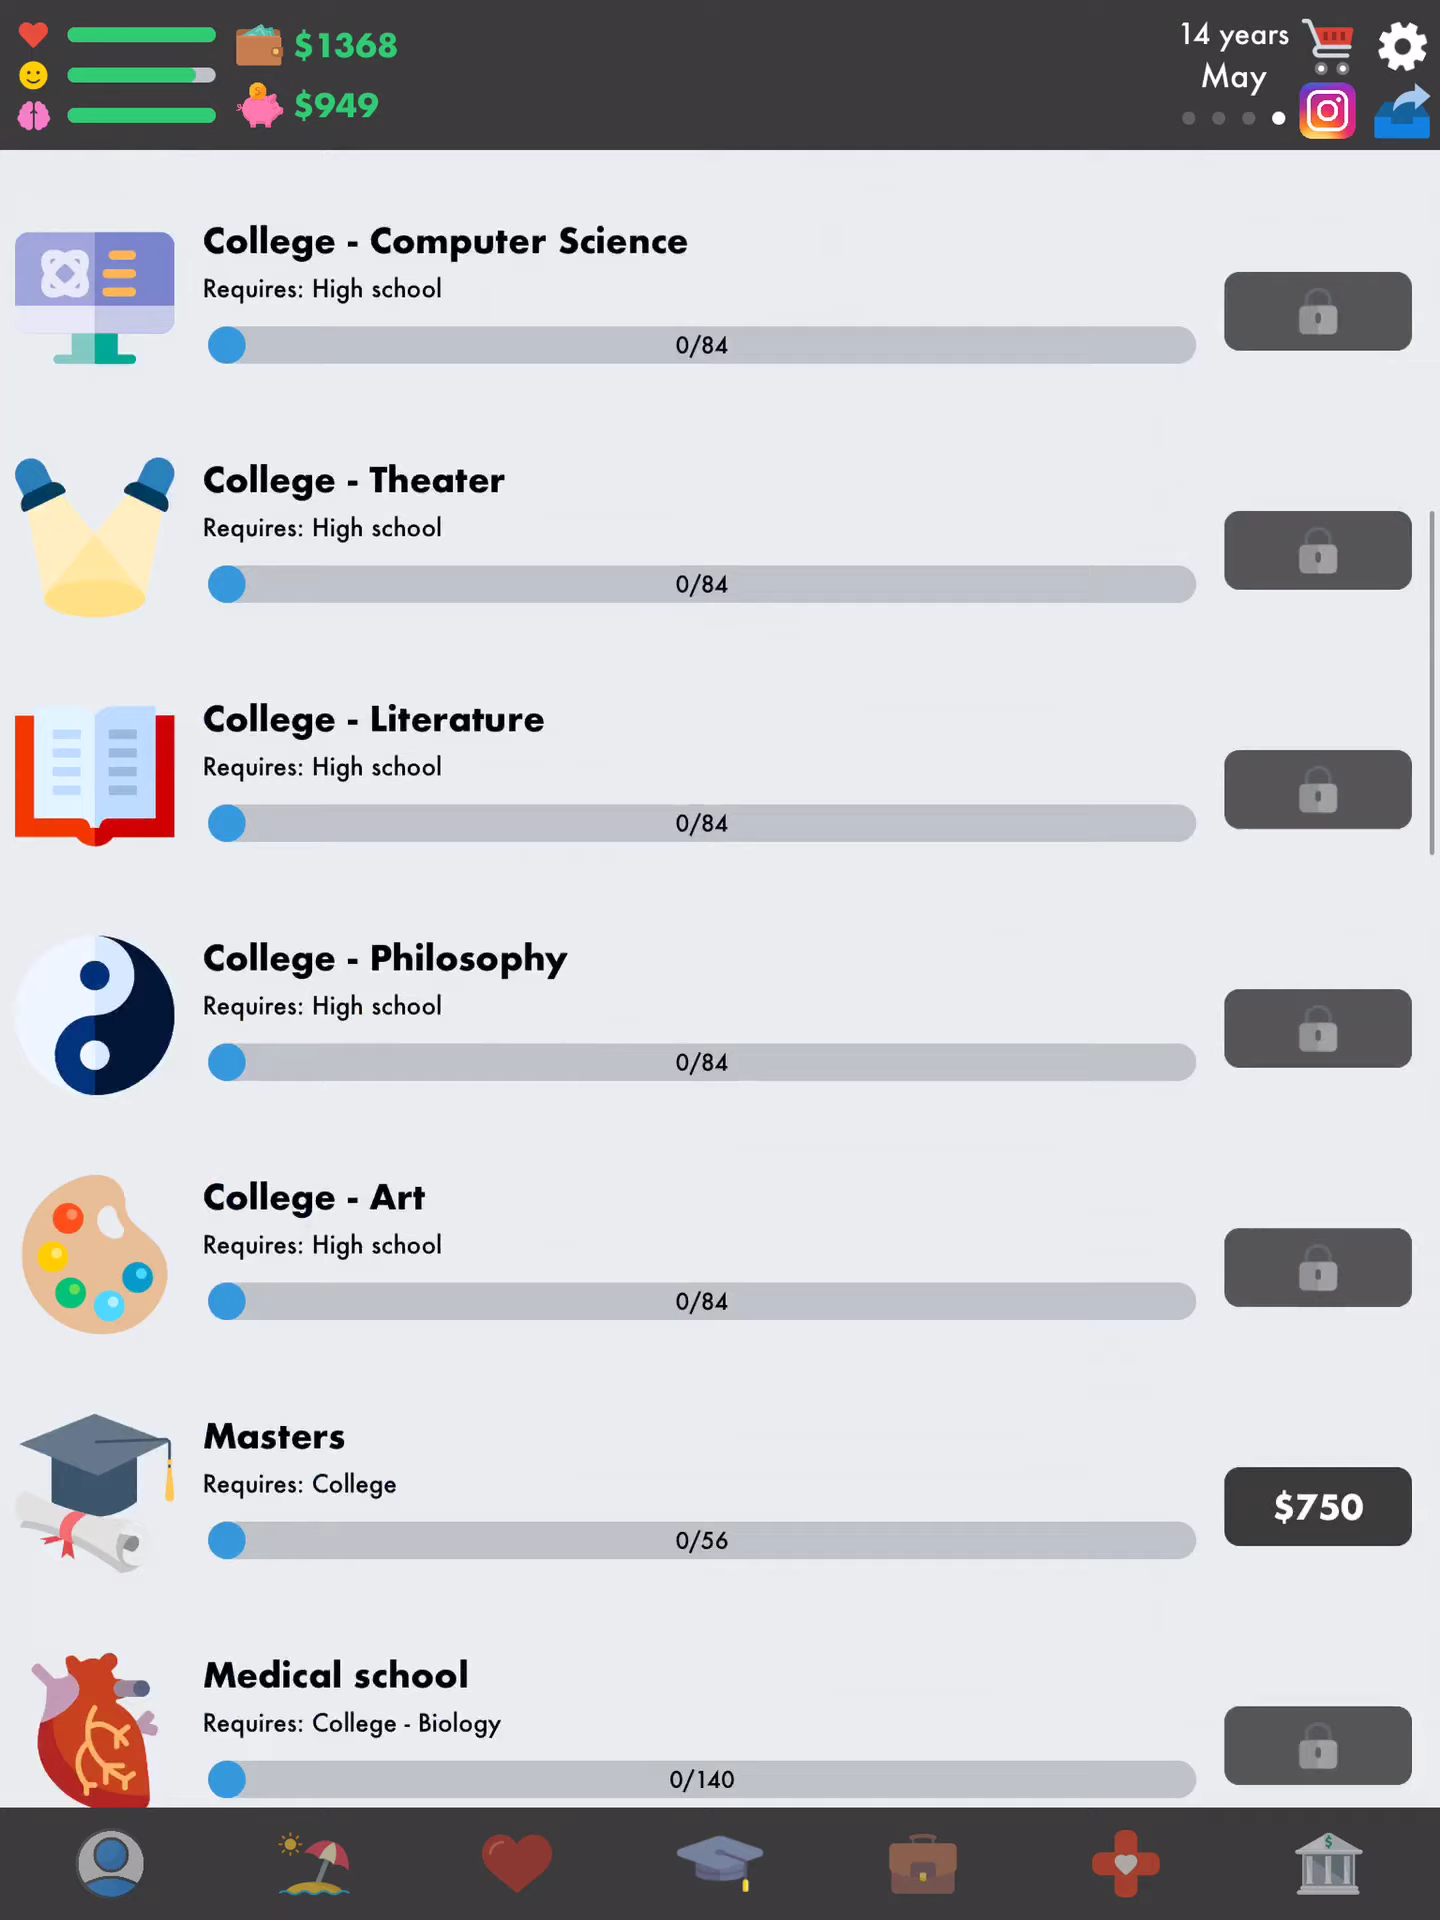 $1368
$949
14 years
May
College - Computer Science
Requires: High school
0/84
College - Theater
Requires: High school
0/84
College - Literature
Requires: High school
0/84
College - Philosophy
Requires: High school
0/84
College - Art
Requires: High school
0/84
Masters
Requires: College
0/56
$750
Medical school
Requires: College - Biology
0/140